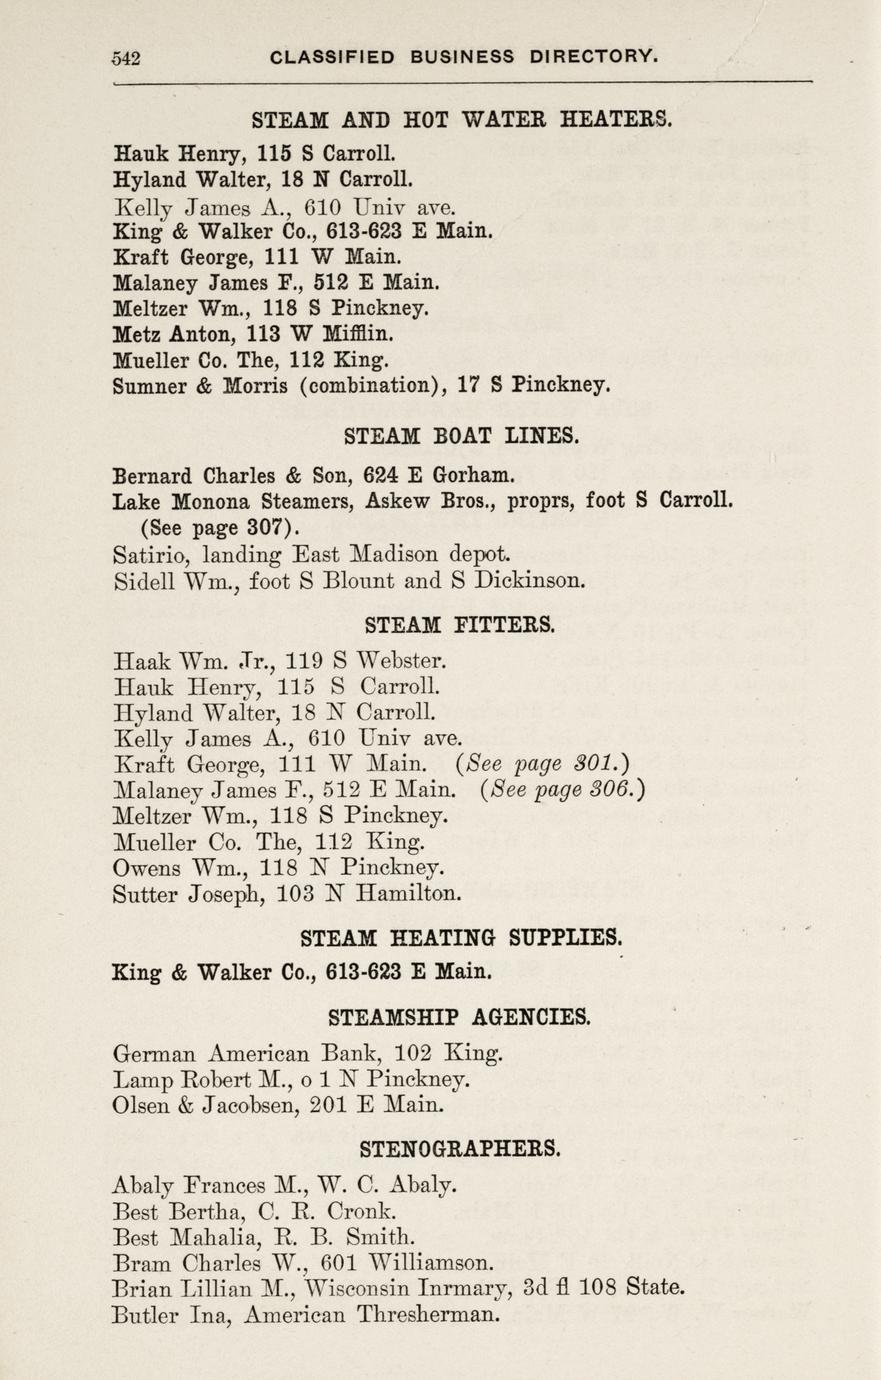 542 CLASSIFIED BUSINESS DIRECTORY.
STEAM AND HOT WATER HEATERS.
Hauk Henry, 115 S Carroll.
Hyland Walter, 18 N Carroll.
Kelly James A., 610 Univ ave.
King & Walker Co., 613-623 E Main.
Kraft George, 111 W Main.
Malaney James F., 512 E Main.
Meltzer Wm., 118 S Pinckney.
Metz Anton, 113 W Mifflin.
Mueller Co. The, 112 King.
Sumner & Morris (combination), 17 S Pinckney.
STEAM BOAT LINES.
Bernard Charles & Son, 624 E Gorham.
Lake Monona Steamers, Askew Bros., proprs, foot S Carroll.
(See page 307).
Satirio, landing East Madison depot.
Sidell Wm., foot S Blount and S Dickinson.
STEAM FITTERS.
Haak Wm. Jr., 119 S Webster.
Hauk Henry, 115 S Carroll.
Hyland Walter, 18 N Carroll.
Kelly James A., 610 Univ ave.
Kraft George, 111 W Main. (See page 301.)
Malaney James F., 512 E Main. (See page 306.)
Meltzer Wm., 118 S Pinckney.
Mueller Co. The, 112 King.
Owens Wm., 118 N Pinckney.
Sutter Joseph, 103 N Hamilton.
STEAM HEATING SUPPLIES.
King & Walker Co., 613-623 E Main.
STEAMSHIP AGENCIES.
German American Bank, 102 King.
Lamp Robert M., o 1 N Pinckney.
Olsen & Jacobsen, 201 E Main.
STENOGRAPHERS.
Abaly Frances M., W. C. Abaly.
Best Bertha, C. R. Cronk.
Best Mahalia, R. B. Smith.
Bram Charles W., 601 Williamson.
Brian Lillian M., Wisconsin Inrmary, 3d fl 108 State.
Butler Ina, American Thresherman.